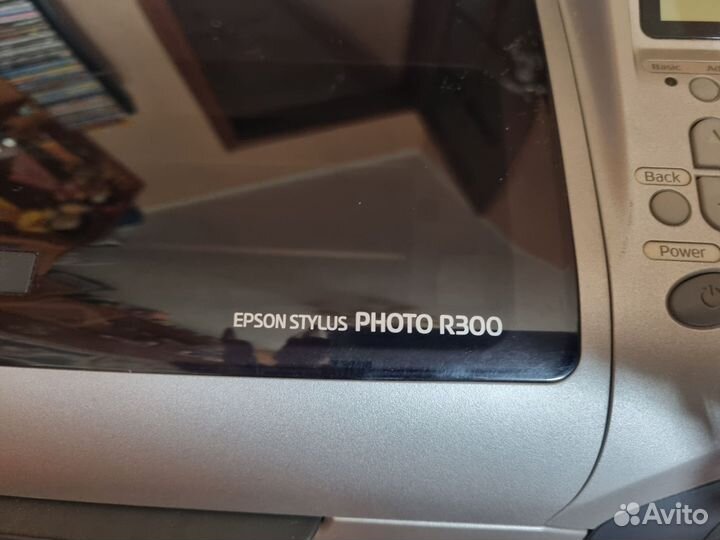 Basic
Back
Power
EPSON STYLUS PHOTO R300
Avito